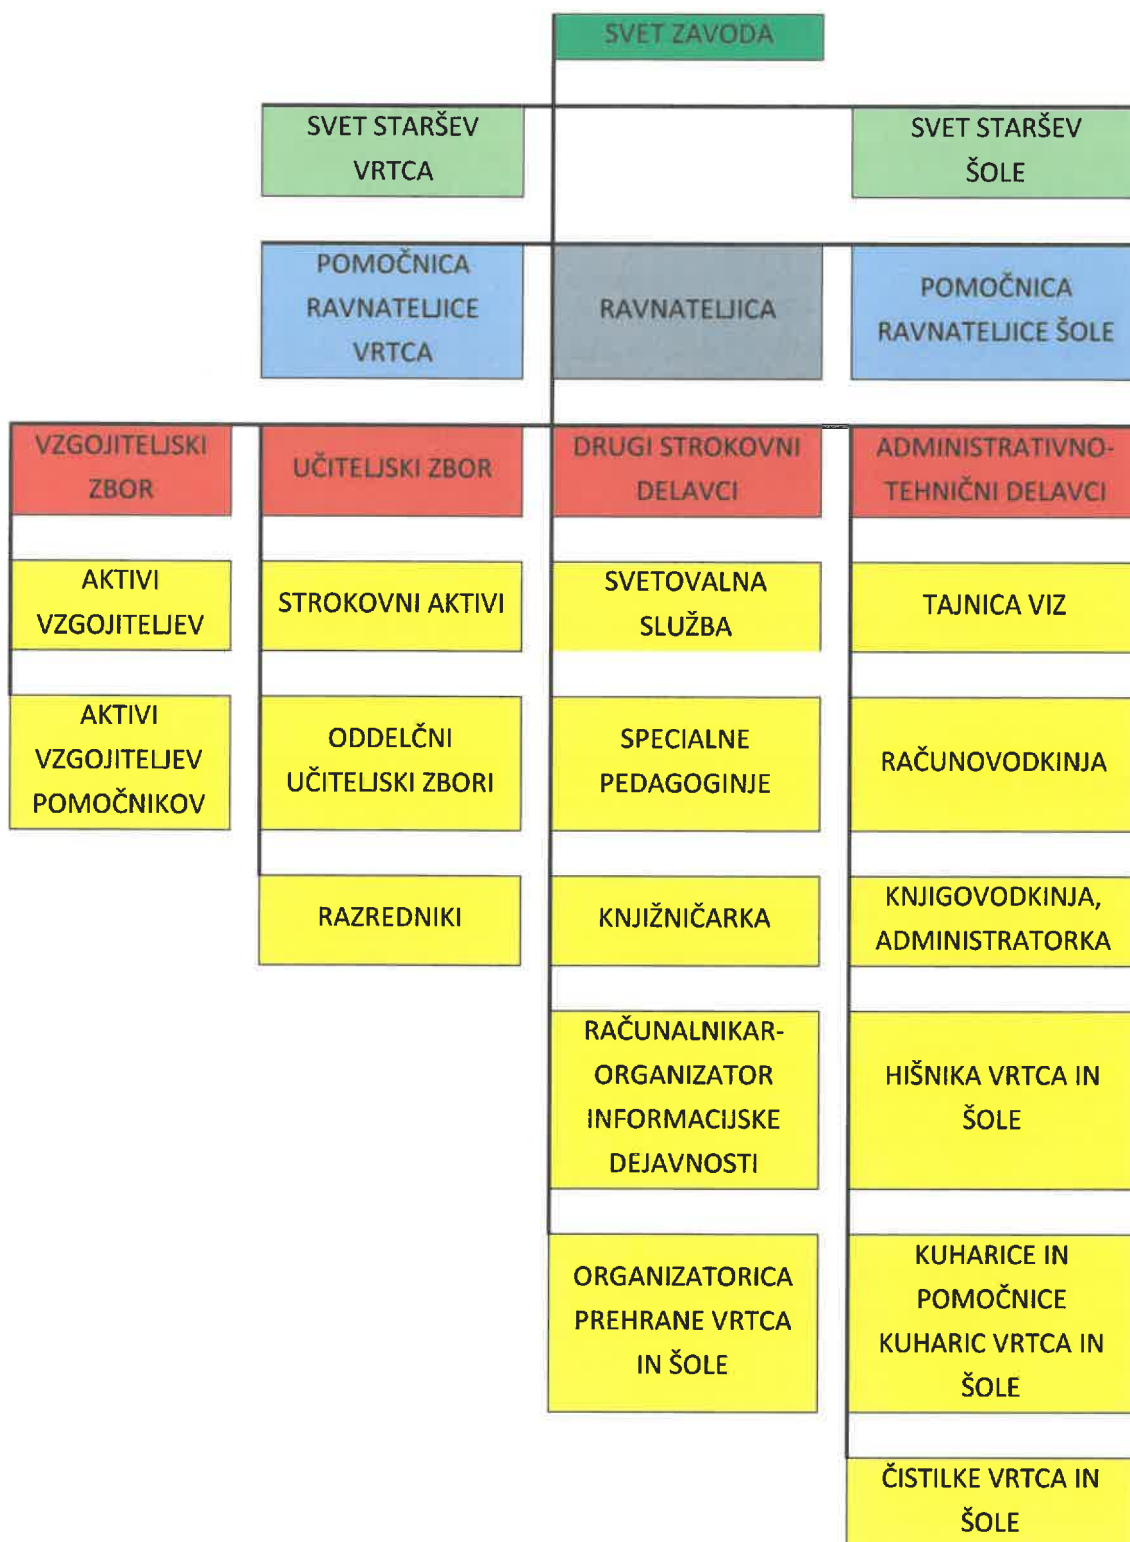 SVET ZAVODA
SVET STARŠEV
VRTCA
SVET STARŠEV
ŠOLE
POMOČNICA
RAVNATELJICE
VRTCA
RAVNATELJICA
POMOČNICA
RAVNATELJICE ŠOLE
VZGOJITELJSKI
ZBOR
UČITELJSKI ZBOR
DRUGI STROKOVNI
DELAVCI
ADMINISTRATIVNO-
TEHNIČNI DELAVCI
AKTIVI
VZGOJITELJEV
STROKOVNI AKTIVI
SVETOVALNA
SLUŽBA
TAJNICA VIZ
AKTIVI
VZGOJITELJEV
POMOČNIKOV
ODDELČNI
UČITELJSKI ZBORI
SPECIALNE
PEDAGOGINJE
RAČUNOVODKINJA
RAZREDNIKI
KNJIŽNIČARKA
KNJIGOVODKINJA,
ADMINISTRATORKA
RAČUNALNIKAR-
ORGANIZATOR
INFORMACIJSKE
DEJAVNOSTI
HIŠNIKA VRTCA IN
ŠOLE
ORGANIZATORICA
PREHRANE VRTCA
IN ŠOLE
KUHARICE IN
POMOČNICE
KUHARIC VRTCA IN
ŠOLE
ČISTILKE VRTCA IN
ŠOLE